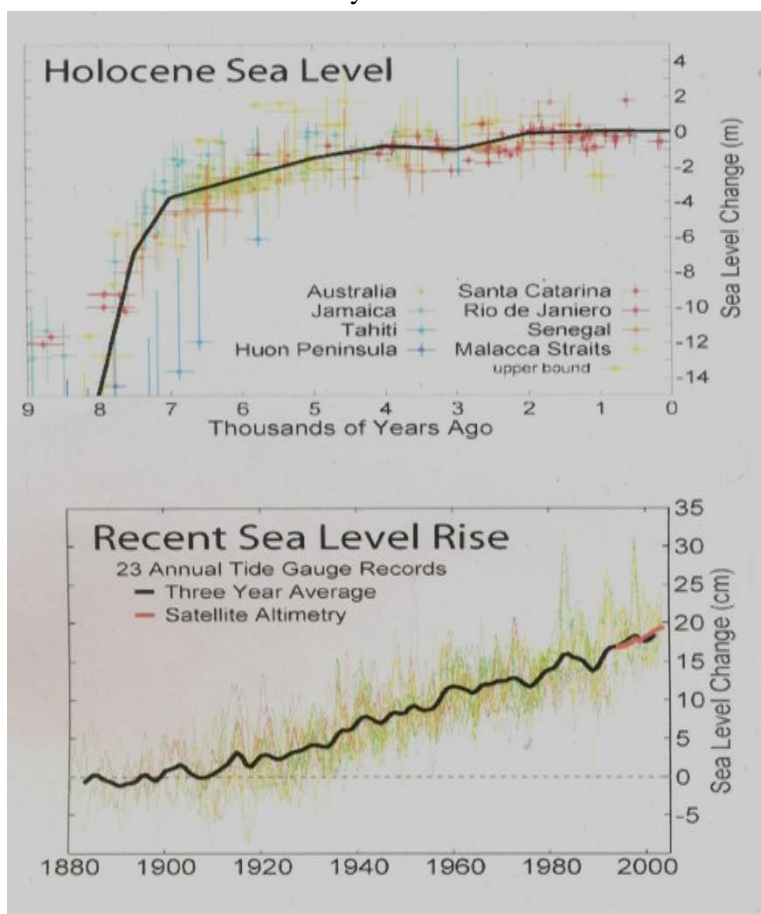 Holocene Sea Level
4
2
0
-2
-4
-6
-8
-10
-12
-14
Sea Level Change (m)
Australia
Jamaica
Tahiti
Huon Peninsula
Santa Catarina
Rio de Janiero
Senegal
Malacca Straits
upper bound
9 8 7 6 5 4 3 2 1 0
Thousands of Years Ago
Recent Sea Level Rise
23 Annual Tide Gauge Records
Three Year Average
Satellite Altimetry
35
30
25
20
15
10
5
0
-5
Sea Level Change (cm)
1880 1900 1920 1940 1960 1980 2000